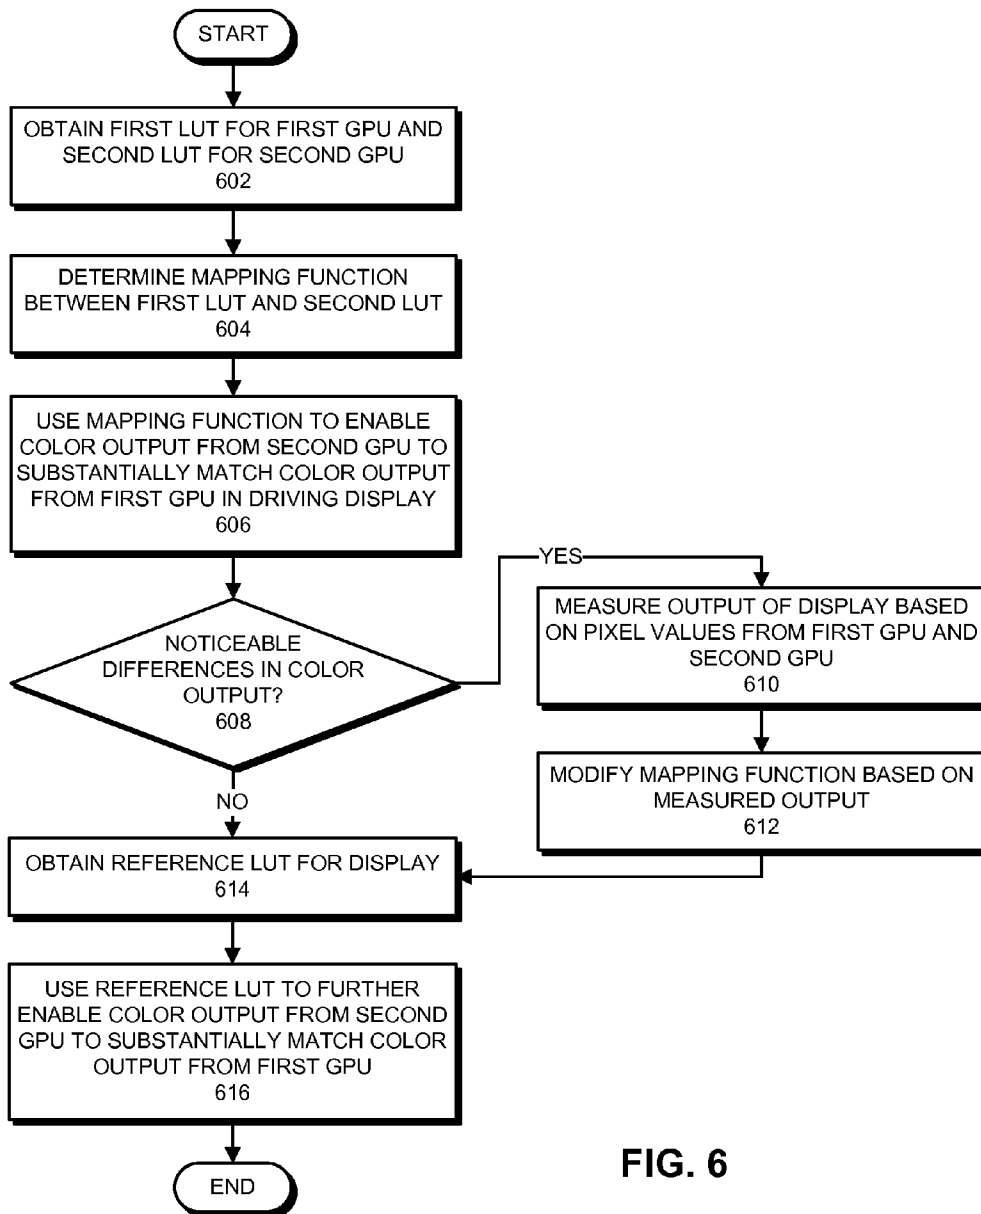 START
OBTAIN FIRST LUT FOR FIRST GPU AND
SECOND LUT FOR SECOND GPU
602
DETERMINE MAPPING FUNCTION
BETWEEN FIRST LUT AND SECOND LUT
604
USE MAPPING FUNCTION TO ENABLE
COLOR OUTPUT FROM SECOND GPU TO
SUBSTANTIALLY MATCH COLOR OUTPUT
FROM FIRST GPU IN DRIVING DISPLAY
606
NOTICEABLE
DIFFERENCES IN COLOR
OUTPUT?
608
YES
MEASURE OUTPUT OF DISPLAY BASED
ON PIXEL VALUES FROM FIRST GPU AND
SECOND GPU
610
MODIFY MAPPING FUNCTION BASED ON
MEASURED OUTPUT
612
NO
OBTAIN REFERENCE LUT FOR DISPLAY
614
USE REFERENCE LUT TO FURTHER
ENABLE COLOR OUTPUT FROM SECOND
GPU TO SUBSTANTIALLY MATCH COLOR
OUTPUT FROM FIRST GPU
616
END
FIG. 6